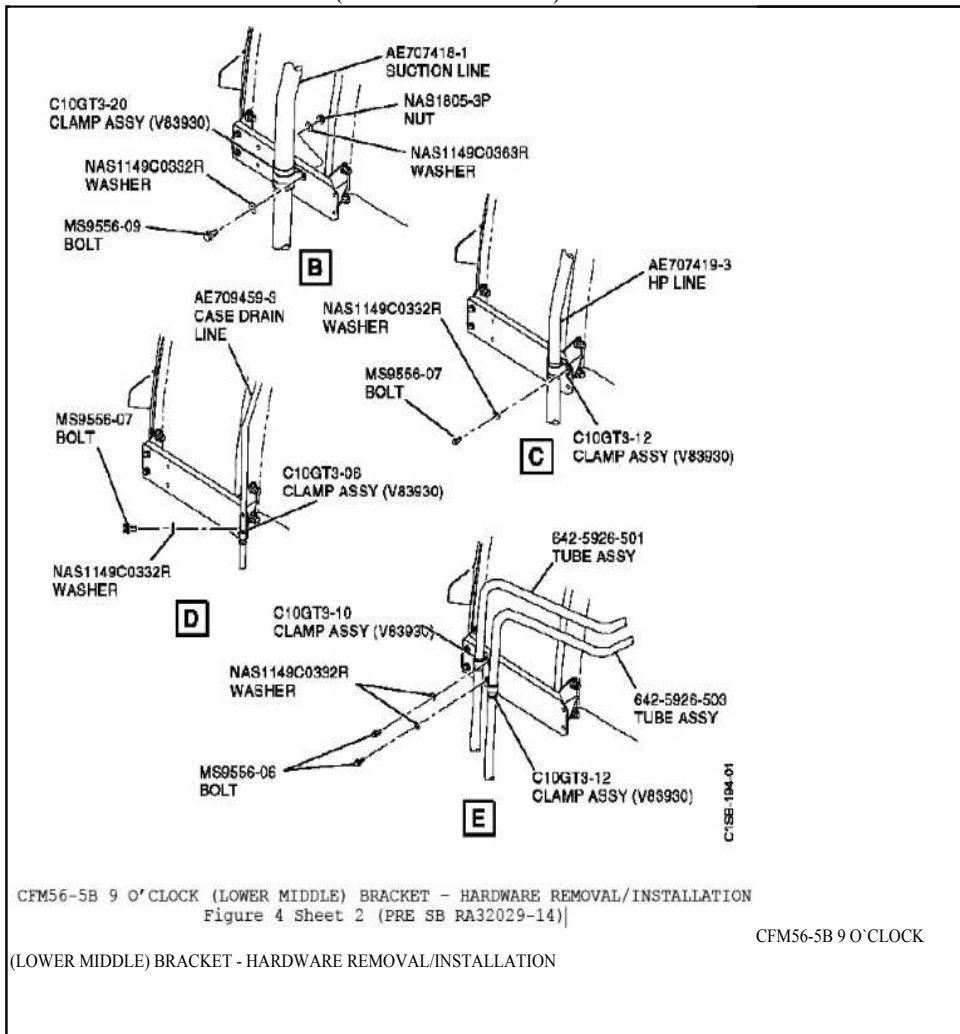 AE707418-1
SUCTION LINE
C10GT3-20
CLAMP ASSY (V83930)
NAS1805-3P
NUT
NAS1149C0363R
WASHER
NAS1149C0332R
WASHER
MS9556-09
BOLT
B
AE707419-3
HP LINE
AE709459-3
CASE DRAIN
LINE
NAS1149C0332R
WASHER
MS9556-07
BOLT
MS9556-07
BOLT
C
C10GT3-12
CLAMP ASSY (V83930)
C10GT3-06
CLAMP ASSY (V83930)
NAS1149C0332R
WASHER
D
642-5926-501
TUBE ASSY
C10GT3-10
CLAMP ASSY (V83930)
NAS1149C0332R
WASHER
642-5926-503
TUBE ASSY
MS9556-06
BOLT
C10GT3-12
CLAMP ASSY (V83930)
E
C1SB-194-01
CFM56-5B 9 O'CLOCK (LOWER MIDDLE) BRACKET – HARDWARE REMOVAL/INSTALLATION
Figure 4 Sheet 2 (PRE SB RA32029-14)
CFM56-5B 9 O`CLOCK
(LOWER MIDDLE) BRACKET - HARDWARE REMOVAL/INSTALLATION